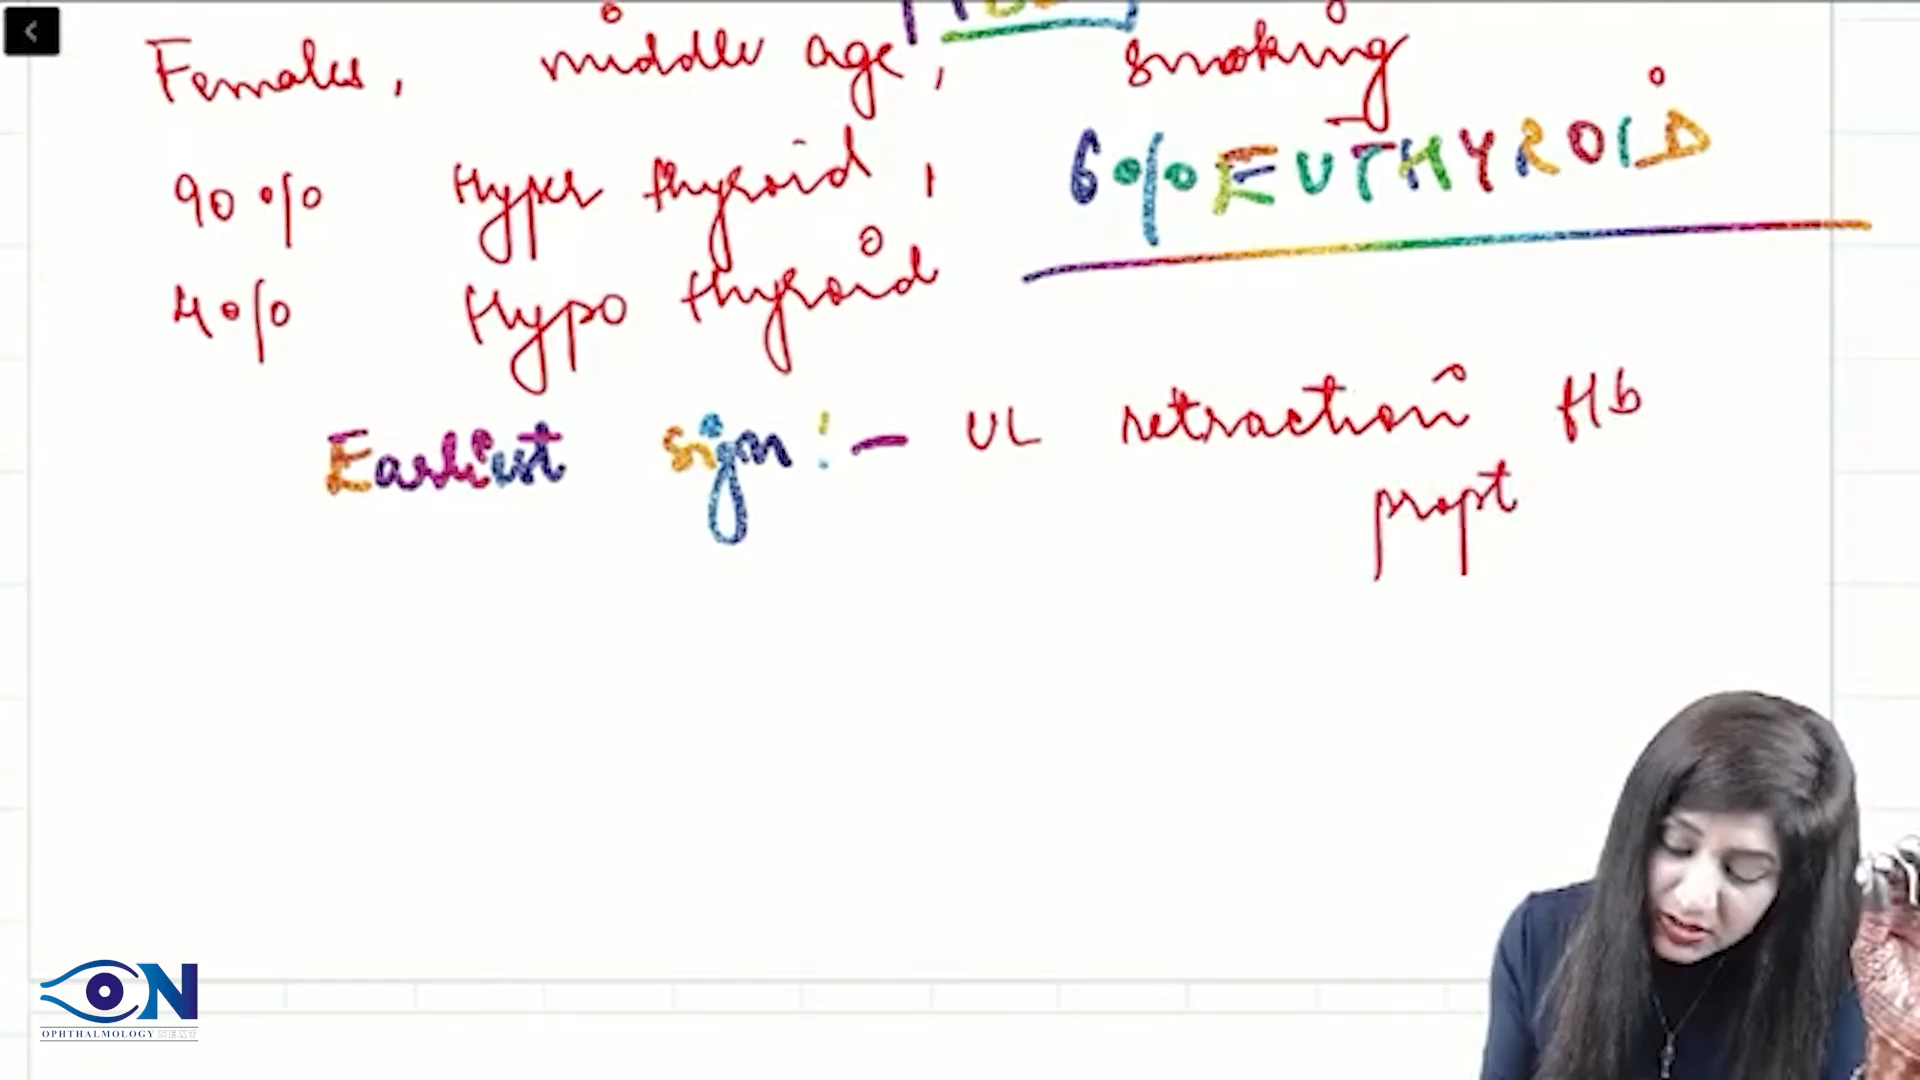 Females, middle age, smoking
90% Hyper thyroid, 6% EUTHYROID
4% Hypo thyroid
Earliest sign:- UL retraction f/b
propt
ON
OPHTHALMOLOGY NEXT